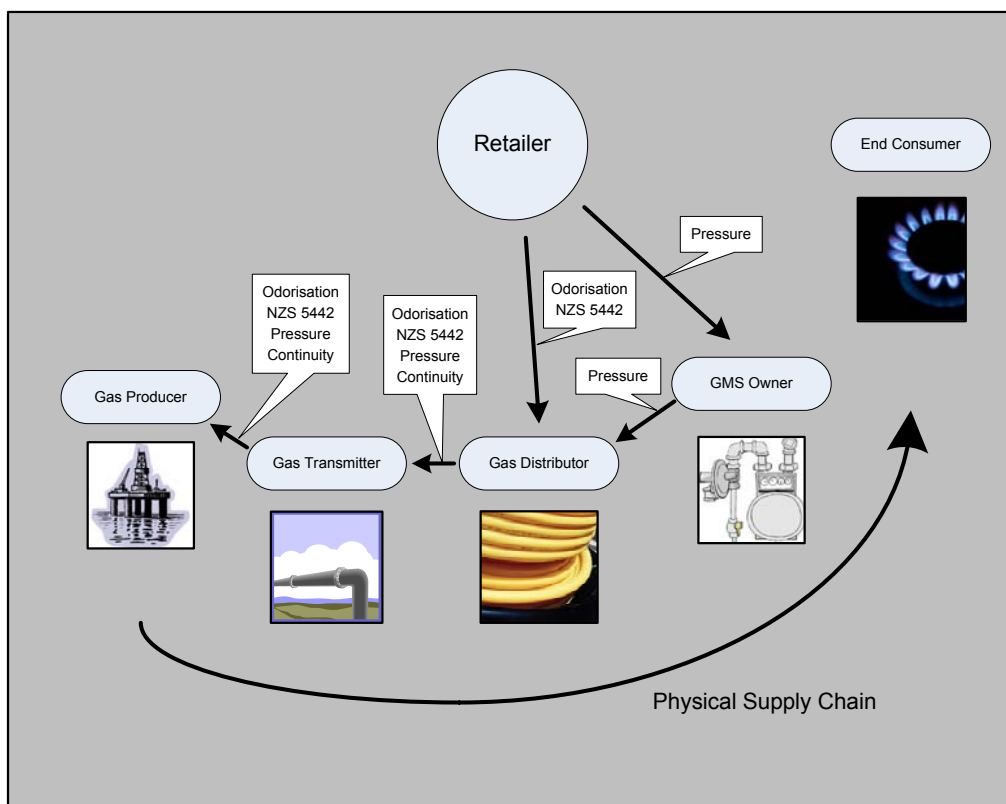 Retailer
End Consumer
Pressure
Odorisation
NZS 5442
Pressure
Continuity
Odorisation
NZS 5442
Pressure
Continuity
Odorisation
NZS 5442
Pressure
GMS Owner
Gas Producer
Gas Transmitter
Gas Distributor
Physical Supply Chain